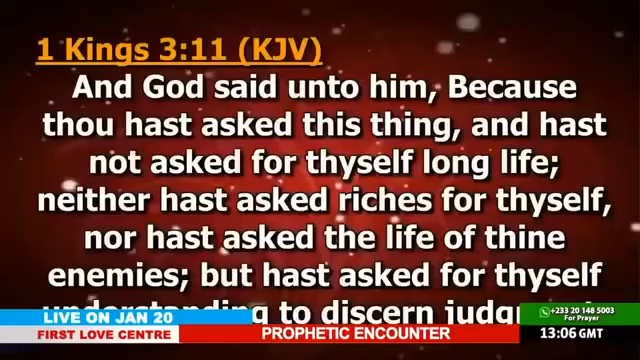 1 Kings 3:11 (KJV)
And God said unto him, Because
thou hast asked this thing, and hast
not asked for thyself long life;
neither hast asked riches for thyself,
nor hast asked the life of thine
enemies; but hast asked for thyself
understanding to discern
LIVE ON JAN 20
FIRST LOVE CENTRE
PROPHETIC ENCOUNTER
+233 20 148 5003
For Prayer
13:06 GMT